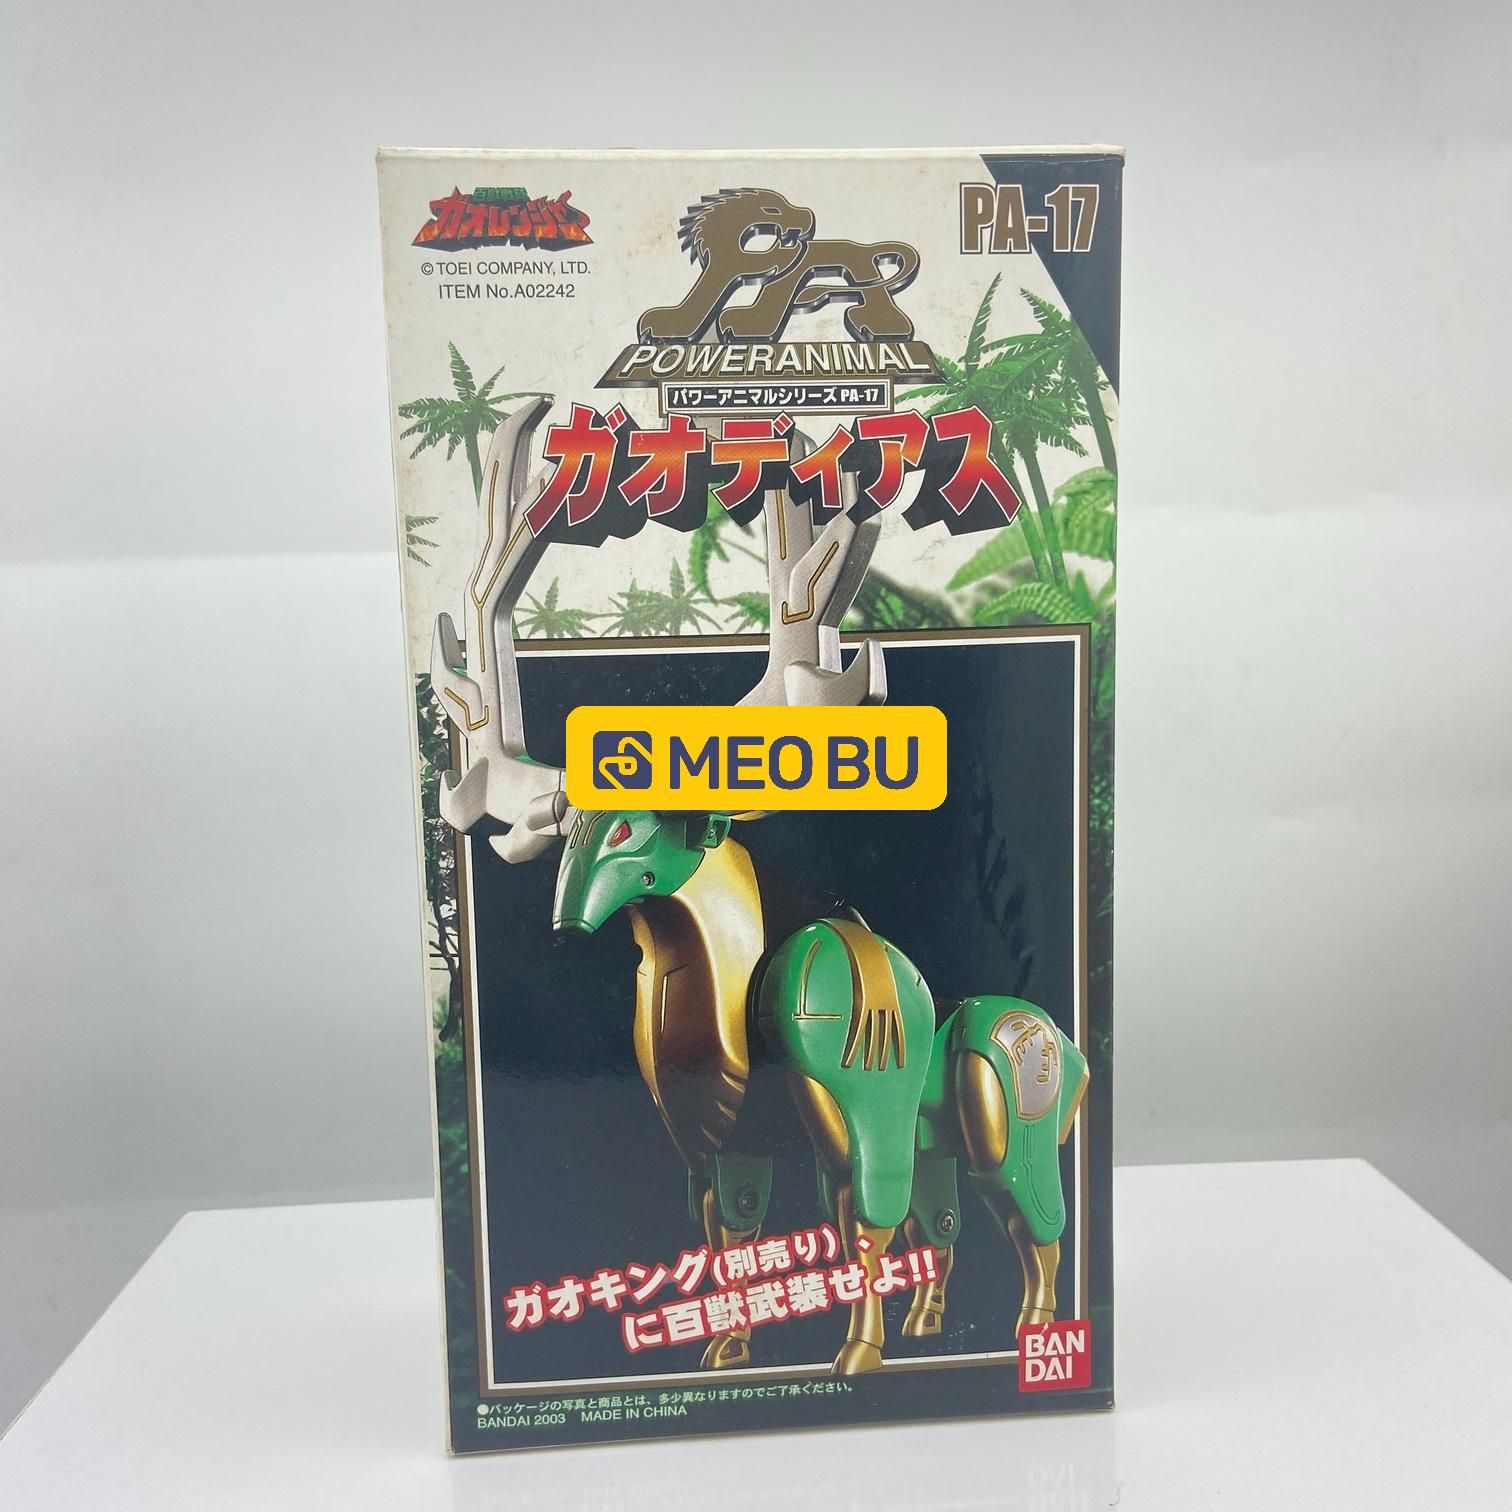 百獣戦隊
ガオレンジャー
© TOEI COMPANY, LTD.
ITEM No.A02242
PA-17
POWERANIMAL
パワーアニマルシリーズ PA-17
ガオディアス
MEO BU
ガオキング(別売り)、
に百獣武装せよ!!
BAN
DAI
●パッケージの写真と商品とは、多少異なりますのでご了承ください。
BANDAI 2003 MADE IN CHINA